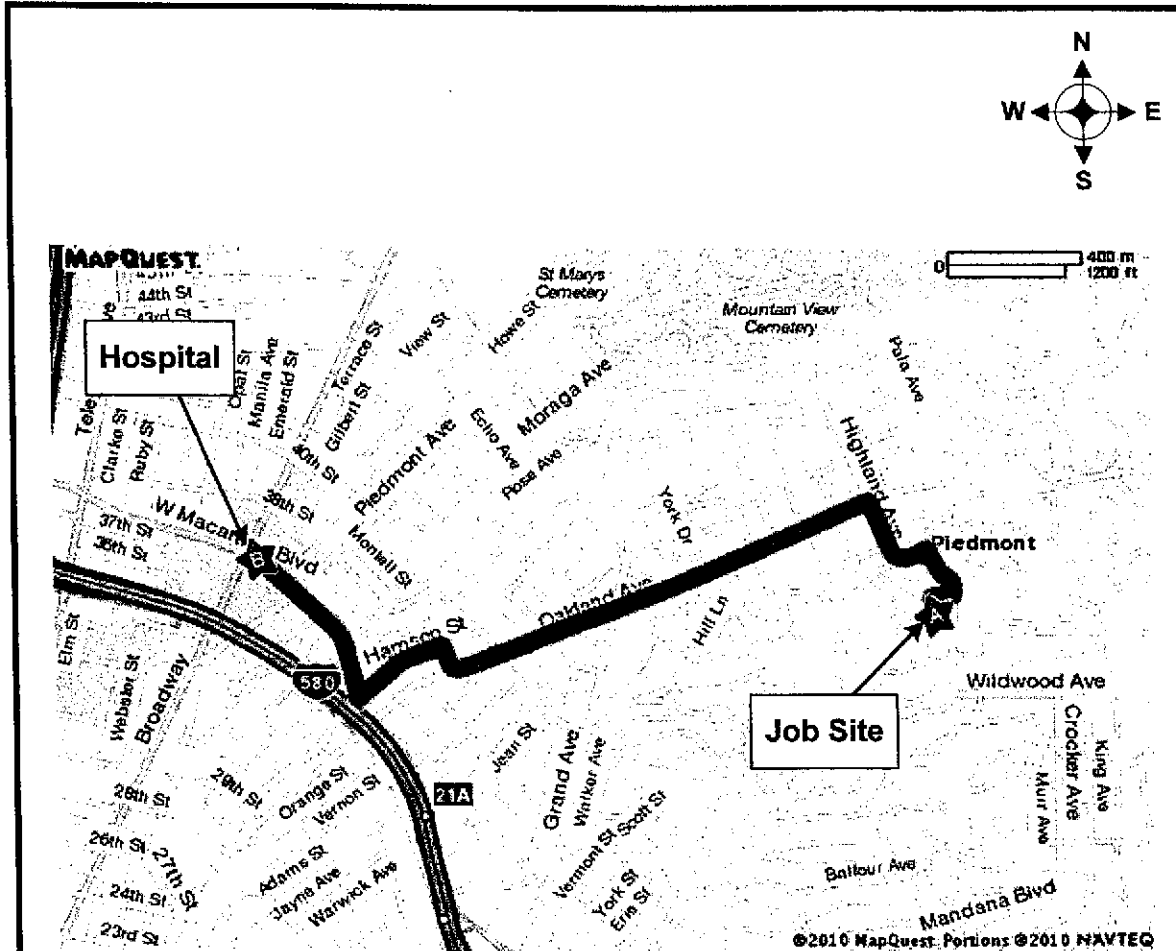 N
W E
S
MAPQUEST
0 400 m
1200 ft
44th St
43rd St
Hospital
Opal St
Manila Ave
Emerald St
Terrace St
Gilbert St
View St
Howe St
St Marys
Cemetery
Mountain View
Cemetery
Pala Ave
Clarke St
Ruby St
40th St
38th St
Piedmont Ave
Echo Ave
Moraga Ave
Rose Ave
York Dr
Highland Ave
Piedmont
37th St
36th St
Blvd
B
Montell St
Oakland Ave
Hill Ln
Job Site
Wildwood Ave
Elm St
Webster St
Broadway
580
21A
Jean St
Grand Ave
Walker Ave
Crocker Ave
King Ave
Muir Ave
29th St
Orange St
Vernon St
28th St
26th St
27th St
24th St
23rd St
Adams St
Jayne Ave
Warwick Ave
Vermont St
Scott St
York St
Erie St
Balfour Ave
Mandana Blvd
©2010 MapQuest Portions ©2010 NAVTEQ